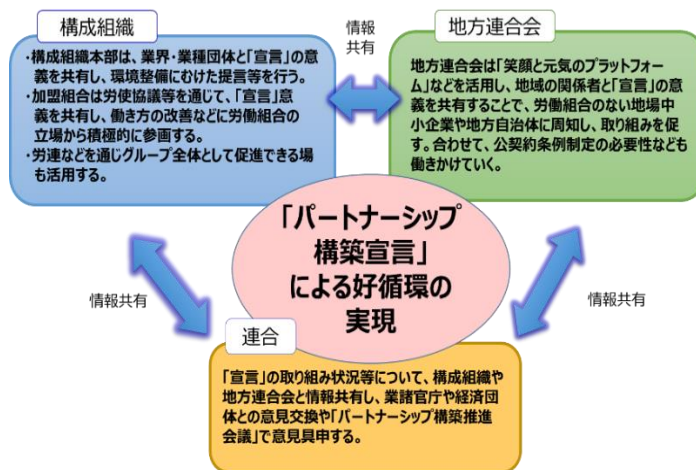 構成組織
・構成組織本部は、業界・業種団体と「宣言」の意
義を共有し、環境整備にむけた提言等を行う。
・加盟組合は労使協議等を通じて、「宣言」意
義を共有し、働き方の改善などに労働組合の
立場から積極的に参画する。
・労連などを通じグループ全体として促進できる場
も活用する。
情報
共有
地方連合会
地方連合会は「笑顔と元気のプラットフォー
ム」などを活用し、地域の関係者と「宣言」の
意義を共有することで、労働組合のない地場中
小企業や地方自治体に周知し、取り組みを促
す。合わせて、公契約条例制定の必要性なども
働きかけていく。
「パートナーシップ
構築宣言」
による好循環の
実現
情報共有
情報共有
連合
「宣言」の取り組み状況等について、構成組織や
地方連合会と情報共有し、業諸官庁や経済団
体との意見交換や「パートナーシップ構築推進
会議」で意見具申する。